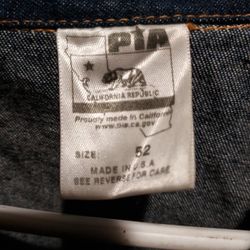 PIA
CALIFORNIA REPUBLIC
Proudly made in California
www.pia.ca.gov
SIZE: 52
MADE IN U.S.A
SEE REVERSE FOR CARE